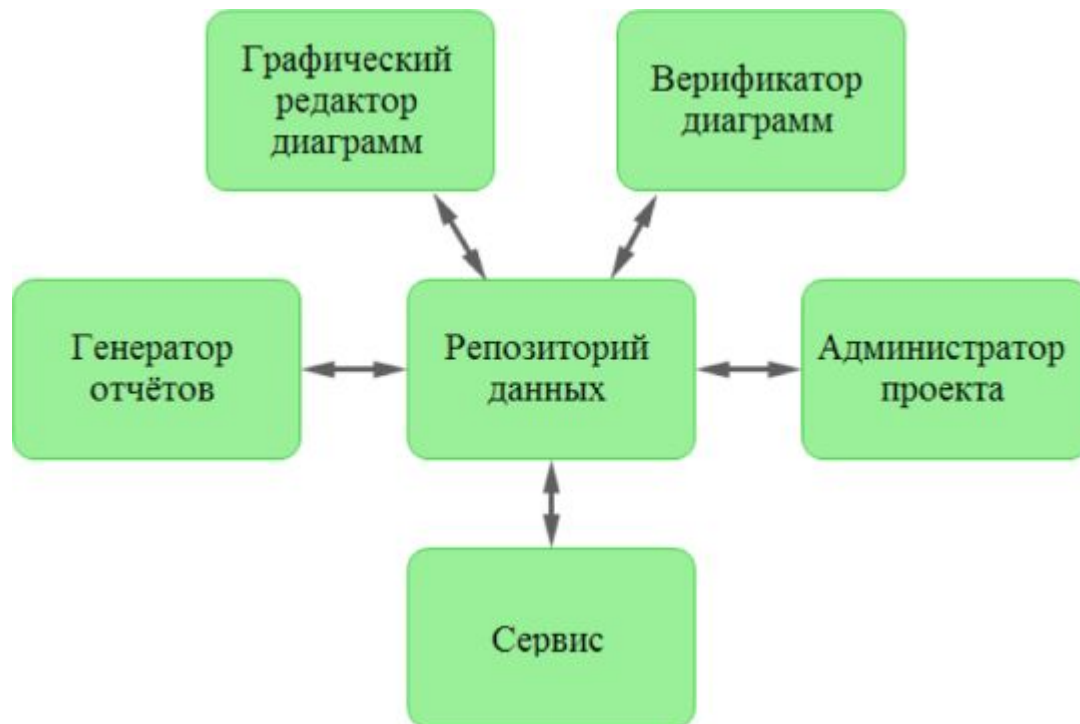 Графический
редактор
диаграмм
Верификатор
диаграмм
Генератор
отчётов
Репозиторий
данных
Администратор
проекта
Сервис